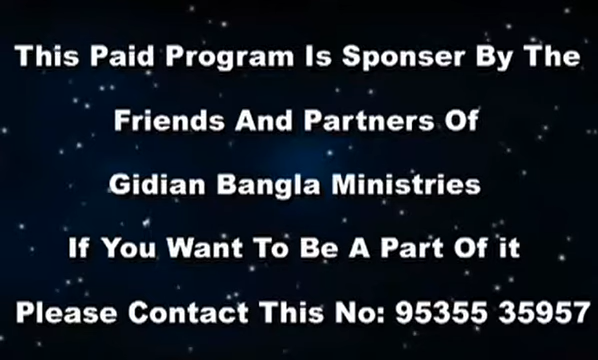 This Paid Program Is Sponser By The
Friends And Partners Of
Gidian Bangla Ministries
If You Want To Be A Part Of it
Please Contact This No: 95355 35957